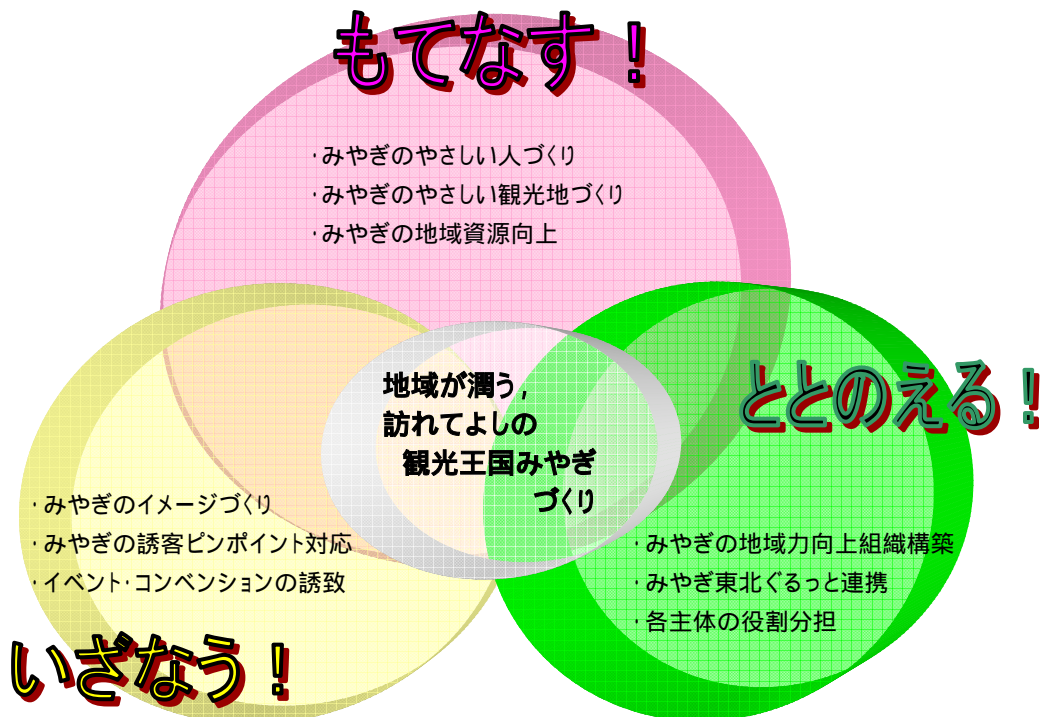 もてなす！
・みやぎのやさしい人づくり
・みやぎのやさしい観光地づくり
・みやぎの地域資源向上
地域が潤う,
訪れてよしの
観光王国みやぎ
づくり
ととのえる！
・みやぎのイメージづくり
・みやぎの誘客ピンポイント対応
・イベント・コンベンションの誘致
・みやぎの地域力向上組織構築
・みやぎ東北ぐるっと連携
・各主体の役割分担
いざなう！